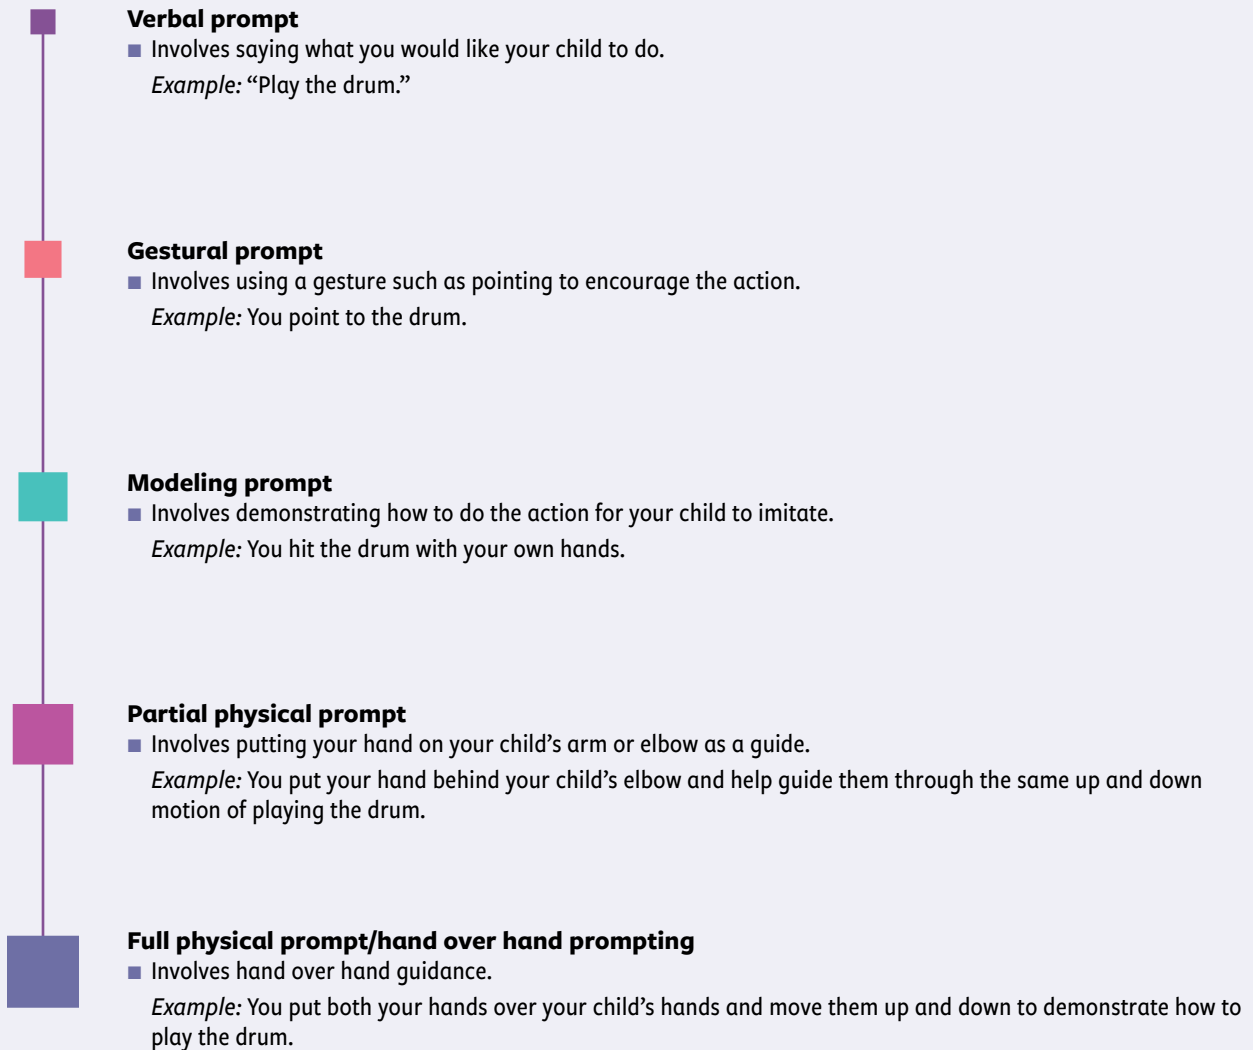 Verbal prompt
■ Involves saying what you would like your child to do.
Example: “Play the drum.”
Gestural prompt
■ Involves using a gesture such as pointing to encourage the action.
Example: You point to the drum.
Modeling prompt
■ Involves demonstrating how to do the action for your child to imitate.
Example: You hit the drum with your own hands.
Partial physical prompt
■ Involves putting your hand on your child’s arm or elbow as a guide.
Example: You put your hand behind your child’s elbow and help guide them through the same up and down
motion of playing the drum.
Full physical prompt/hand over hand prompting
■ Involves hand over hand guidance.
Example: You put both your hands over your child’s hands and move them up and down to demonstrate how to
play the drum.